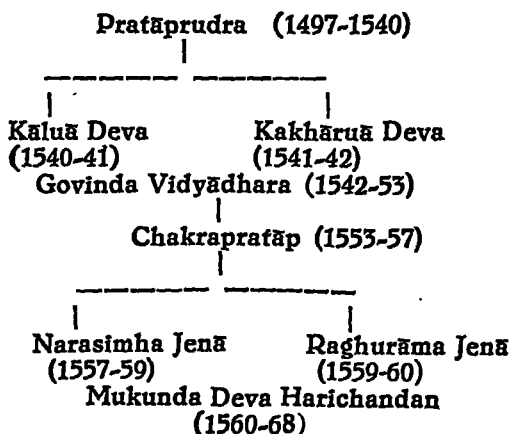 Pratāprudra (1497-1540)
Kāluā Deva Kakhāruā Deva
(1540-41) (1541-42)
Govinda Vidyādhara (1542-53)
Chakrapratāp (1553-57)
Narasimha Jenā Raghurāma Jenā
(1557-59) (1559-60)
Mukunda Deva Harichandan
(1560-68)